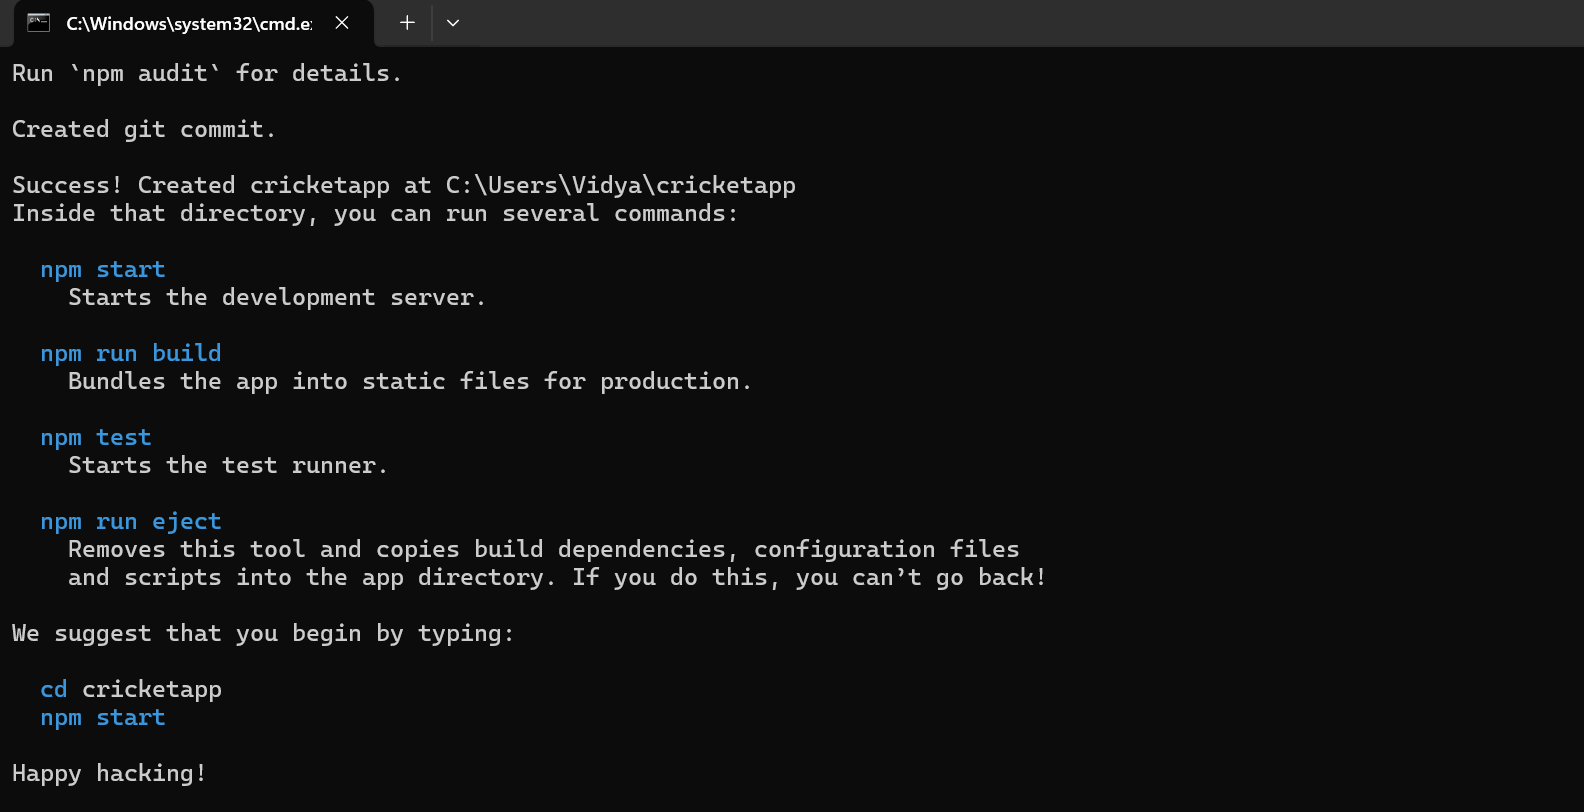 C:\Windows\system32\cmd.e
Run `npm audit` for details.
Created git commit.
Success! Created cricketapp at C:\Users\Vidya\cricketapp
Inside that directory, you can run several commands:
npm start
Starts the development server.
npm run build
Bundles the app into static files for production.
npm test
Starts the test runner.
npm run eject
Removes this tool and copies build dependencies, configuration files
and scripts into the app directory. If you do this, you can’t go back!
We suggest that you begin by typing:
cd cricketapp
npm start
Happy hacking!